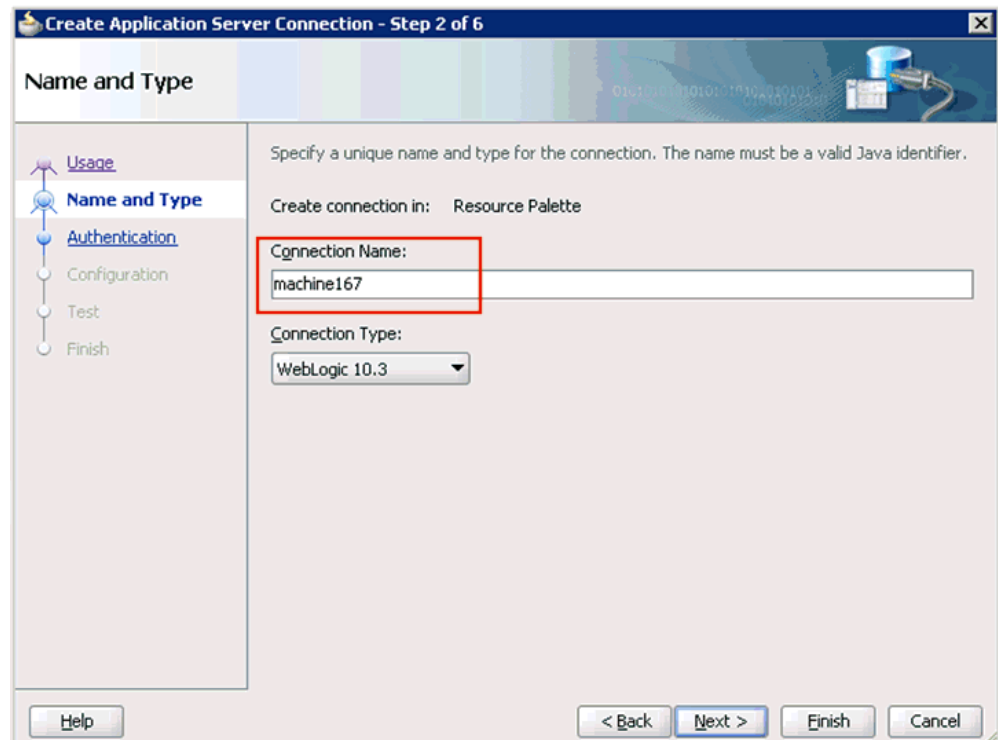 Create Application Server Connection - Step 2 of 6
Name and Type
Usage
Name and Type
Authentication
Configuration
Test
Finish
Specify a unique name and type for the connection. The name must be a valid Java identifier.
Create connection in: Resource Palette
Connection Name:
machine167
Connection Type:
WebLogic 10.3
Help
< Back
Next >
Finish
Cancel